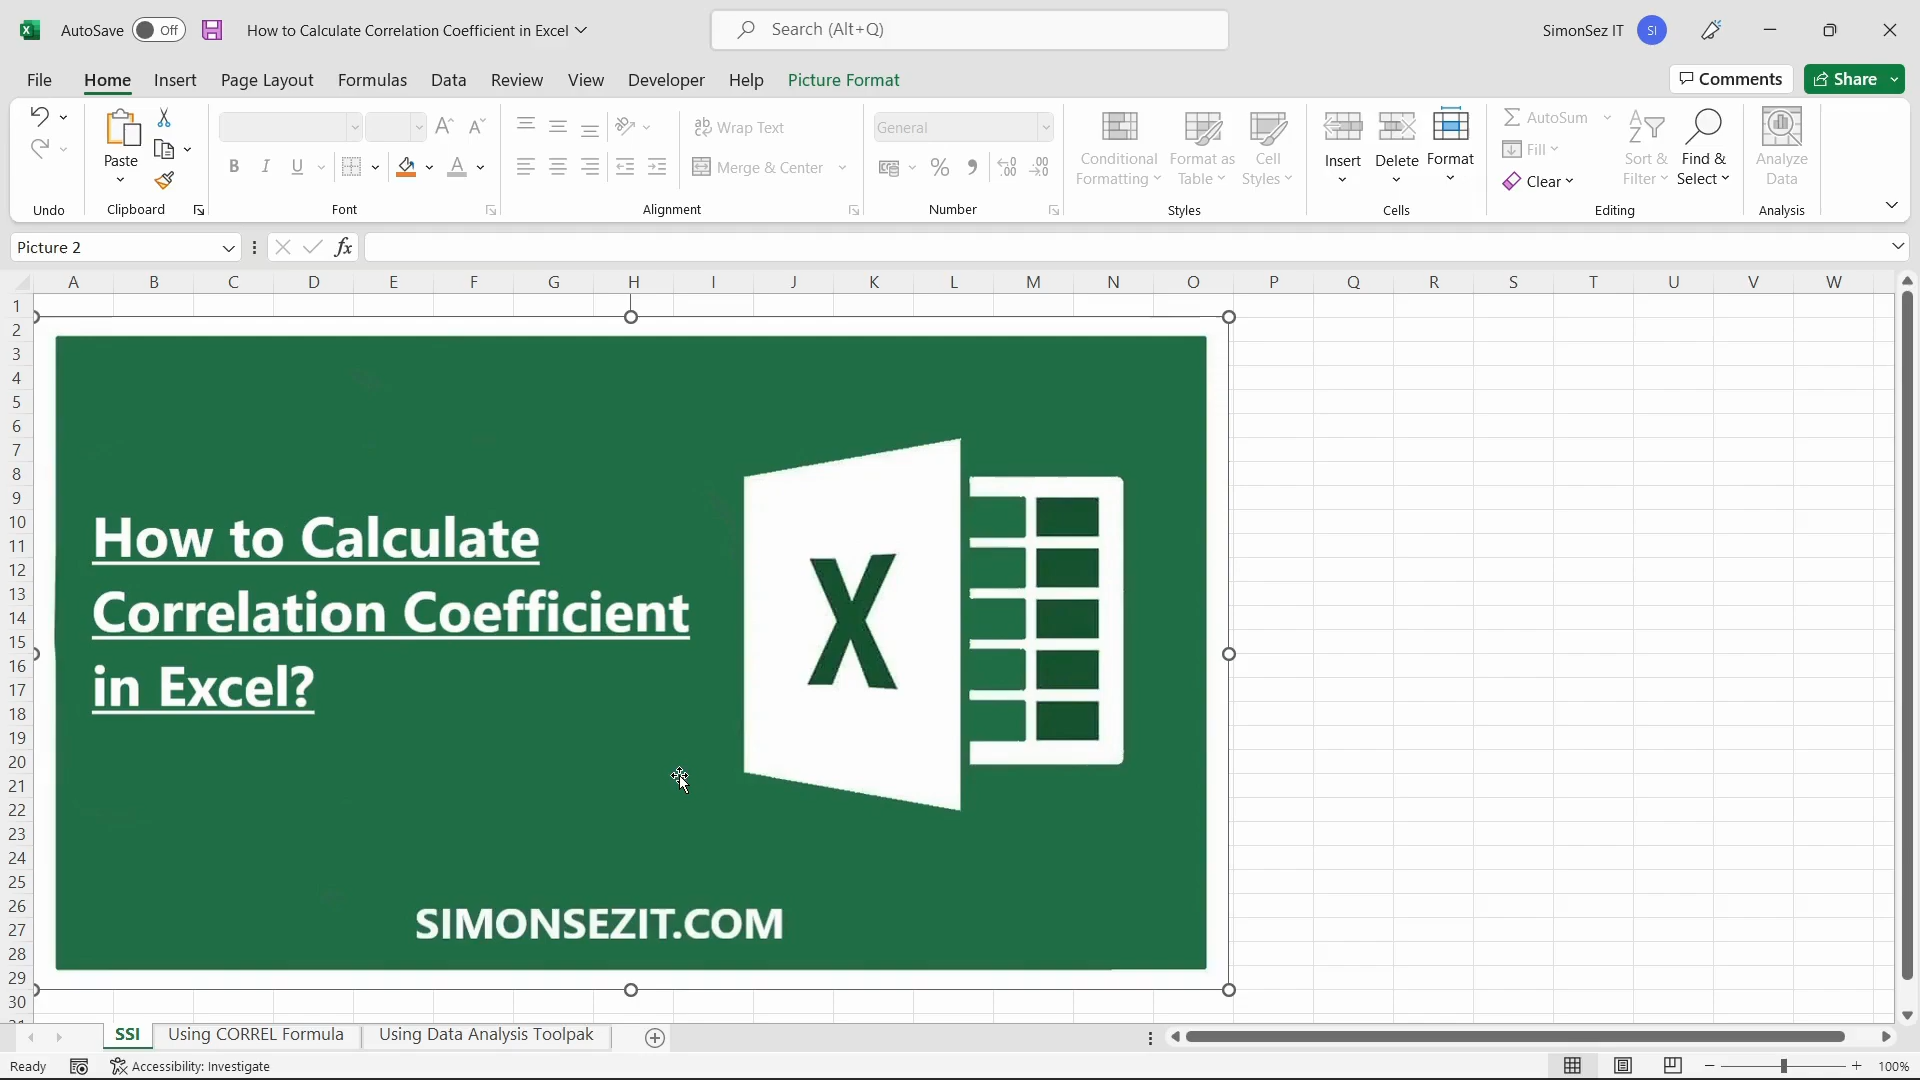 AutoSave Off How to Calculate Correlation Coefficient in Excel Search (Alt+Q) SimonSez IT SI
File Home Insert Page Layout Formulas Data Review View Developer Help Picture Format Comments Share
Paste
Undo Clipboard
B I U A
Font
ab Wrap Text
Merge & Center
Alignment
General
Number
Conditional Formatting
Format as Table
Cell Styles
Styles
Insert Delete Format
Cells
AutoSum
Fill
Clear
Sort & Filter
Find & Select
Editing
Analyze Data
Analysis
Picture 2 fx
A B C D E F G H I J K L M N O P Q R S T U V W
1
2
3
4
5
6
7
8
9
10
11
12
13
14
15
16
17
18
19
20
21
22
23
24
25
26
27
28
29
30
How to Calculate
Correlation Coefficient
in Excel?
X
SIMONSEZIT.COM
SSI Using CORREL Formula Using Data Analysis Toolpak
Ready Accessibility: Investigate 100%